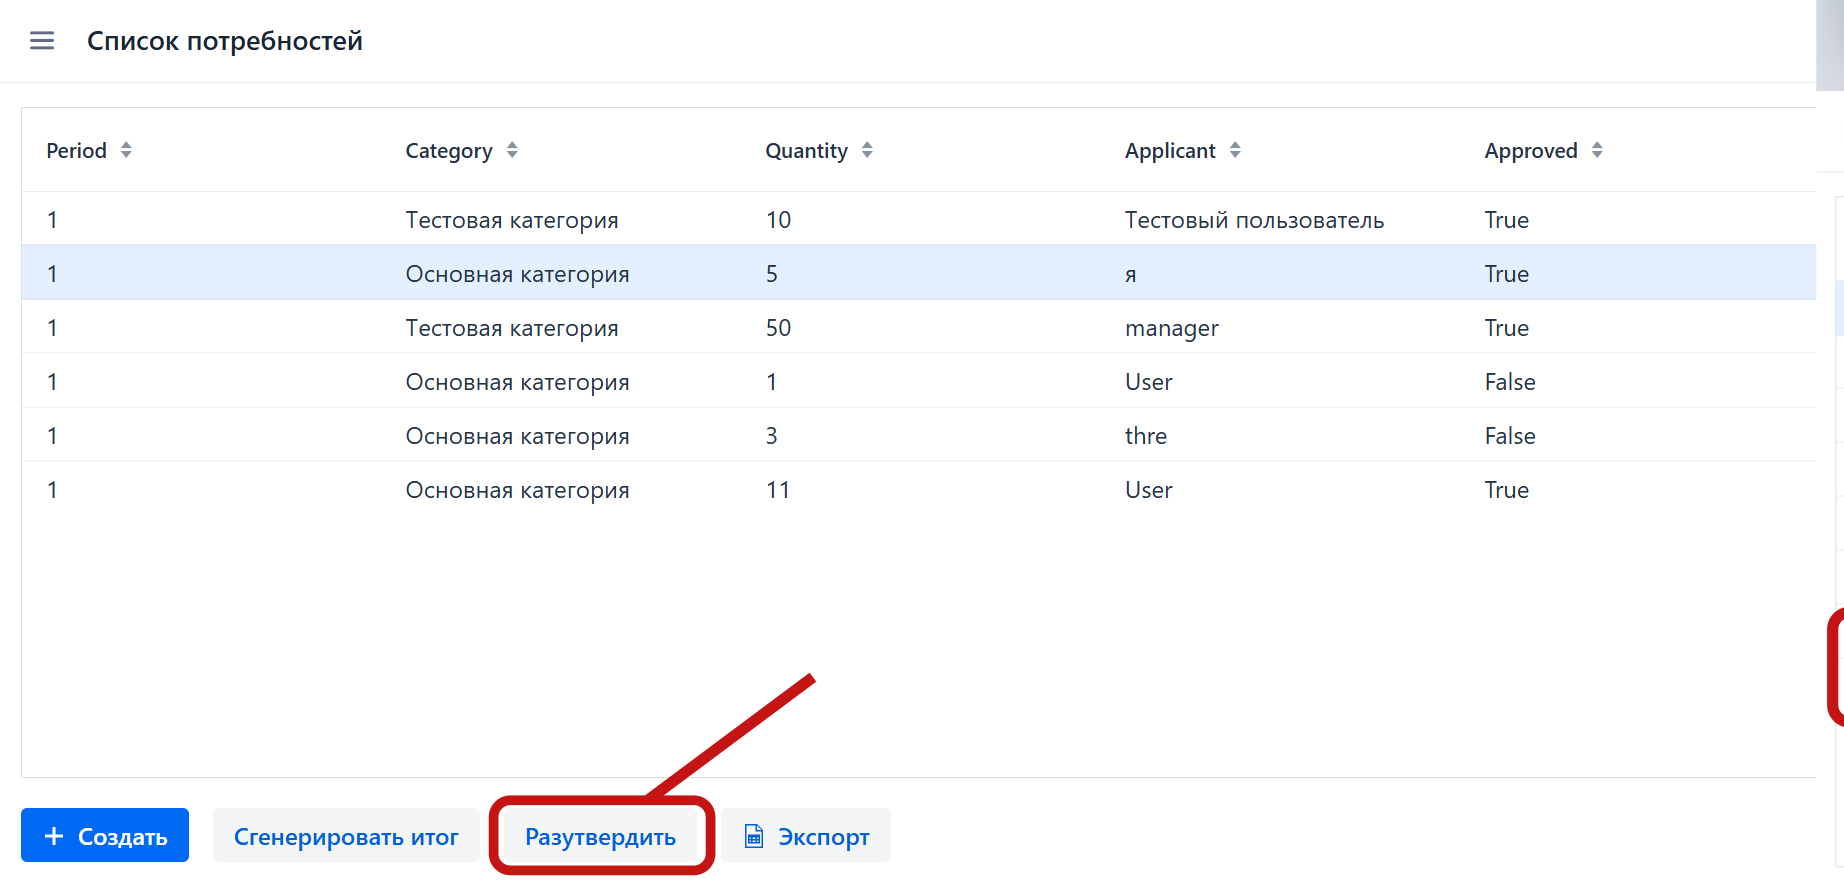 Список потребностей
Period Category Quantity Applicant Approved
1 Тестовая категория 10 Тестовый пользователь True
1 Основная категория 5 я True
1 Тестовая категория 50 manager True
1 Основная категория 1 User False
1 Основная категория 3 thre False
1 Основная категория 11 User True
+ Создать Сгенерировать итог Разутвердить Экспорт